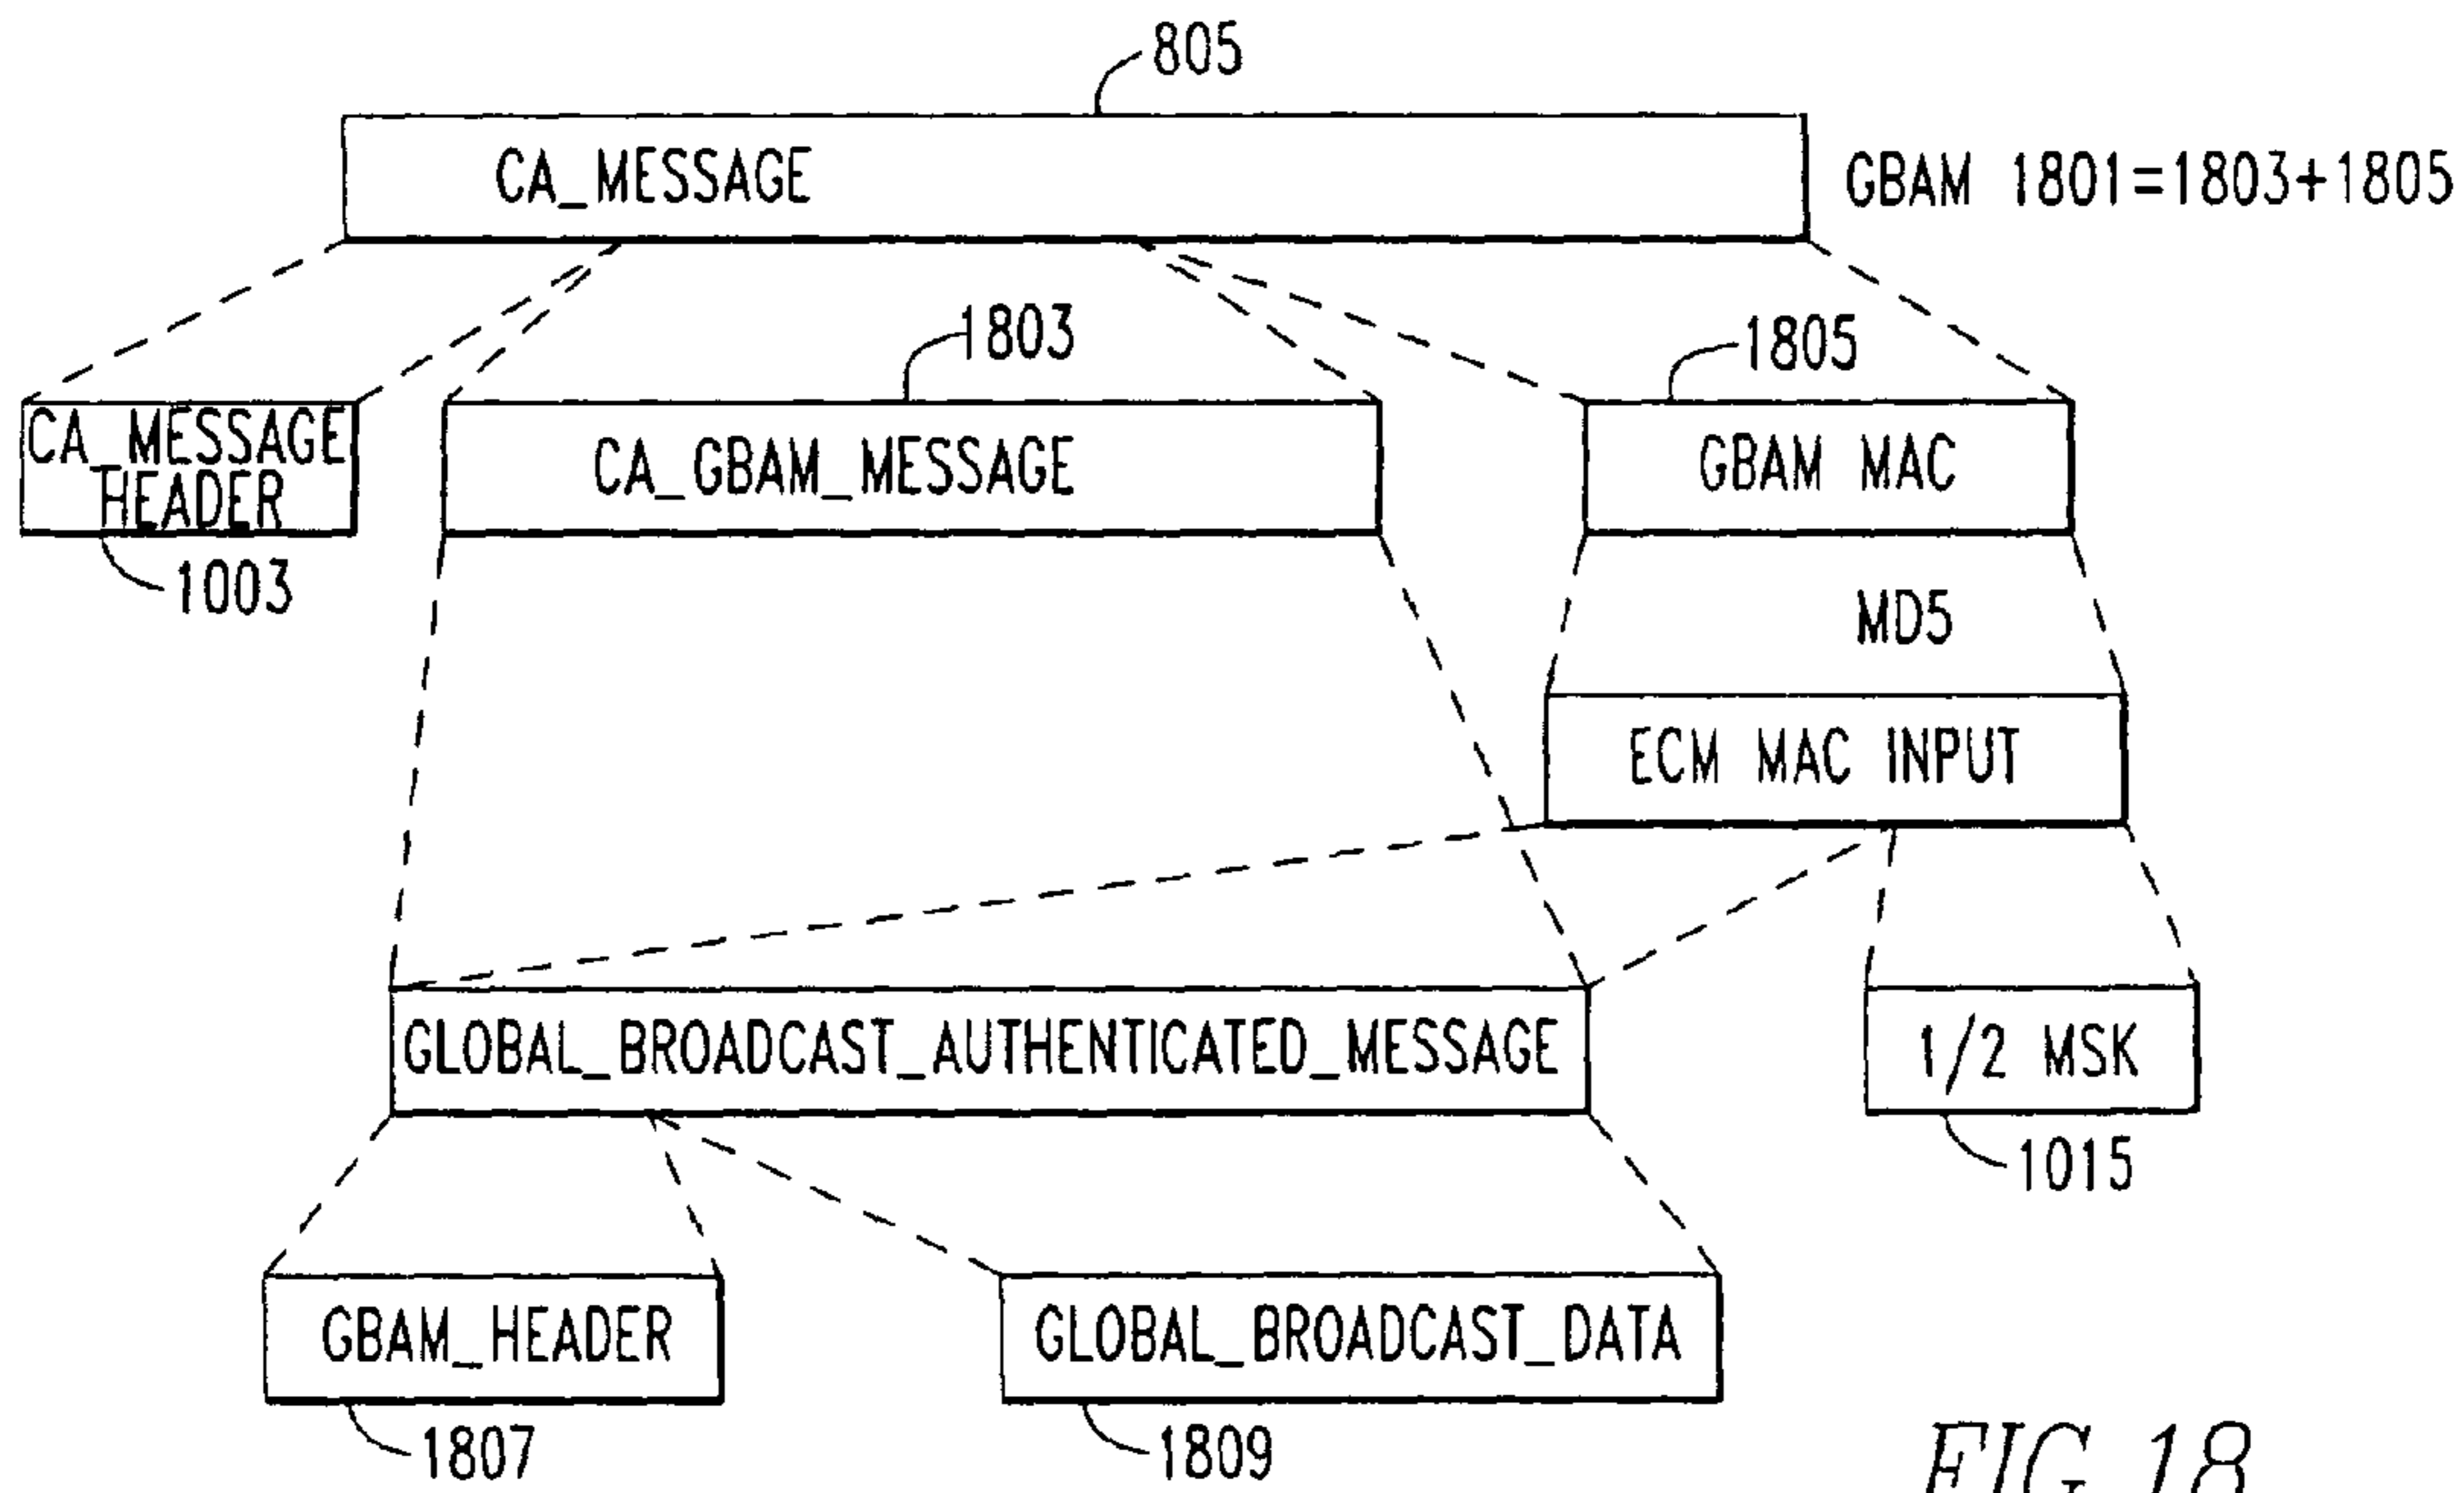 805
CA_MESSAGE
GBAM 1801=1803+1805
1803
1805
CA_MESSAGE
HEADER
CA_GBAM_MESSAGE
GBAM MAC
1003
MD5
ECM MAC INPUT
GLOBAL_BROADCAST_AUTHENTICATED_MESSAGE
1/2 MSK
1015
GBAM_HEADER
GLOBAL_BROADCAST_DATA
1807
1809
FIG. 18